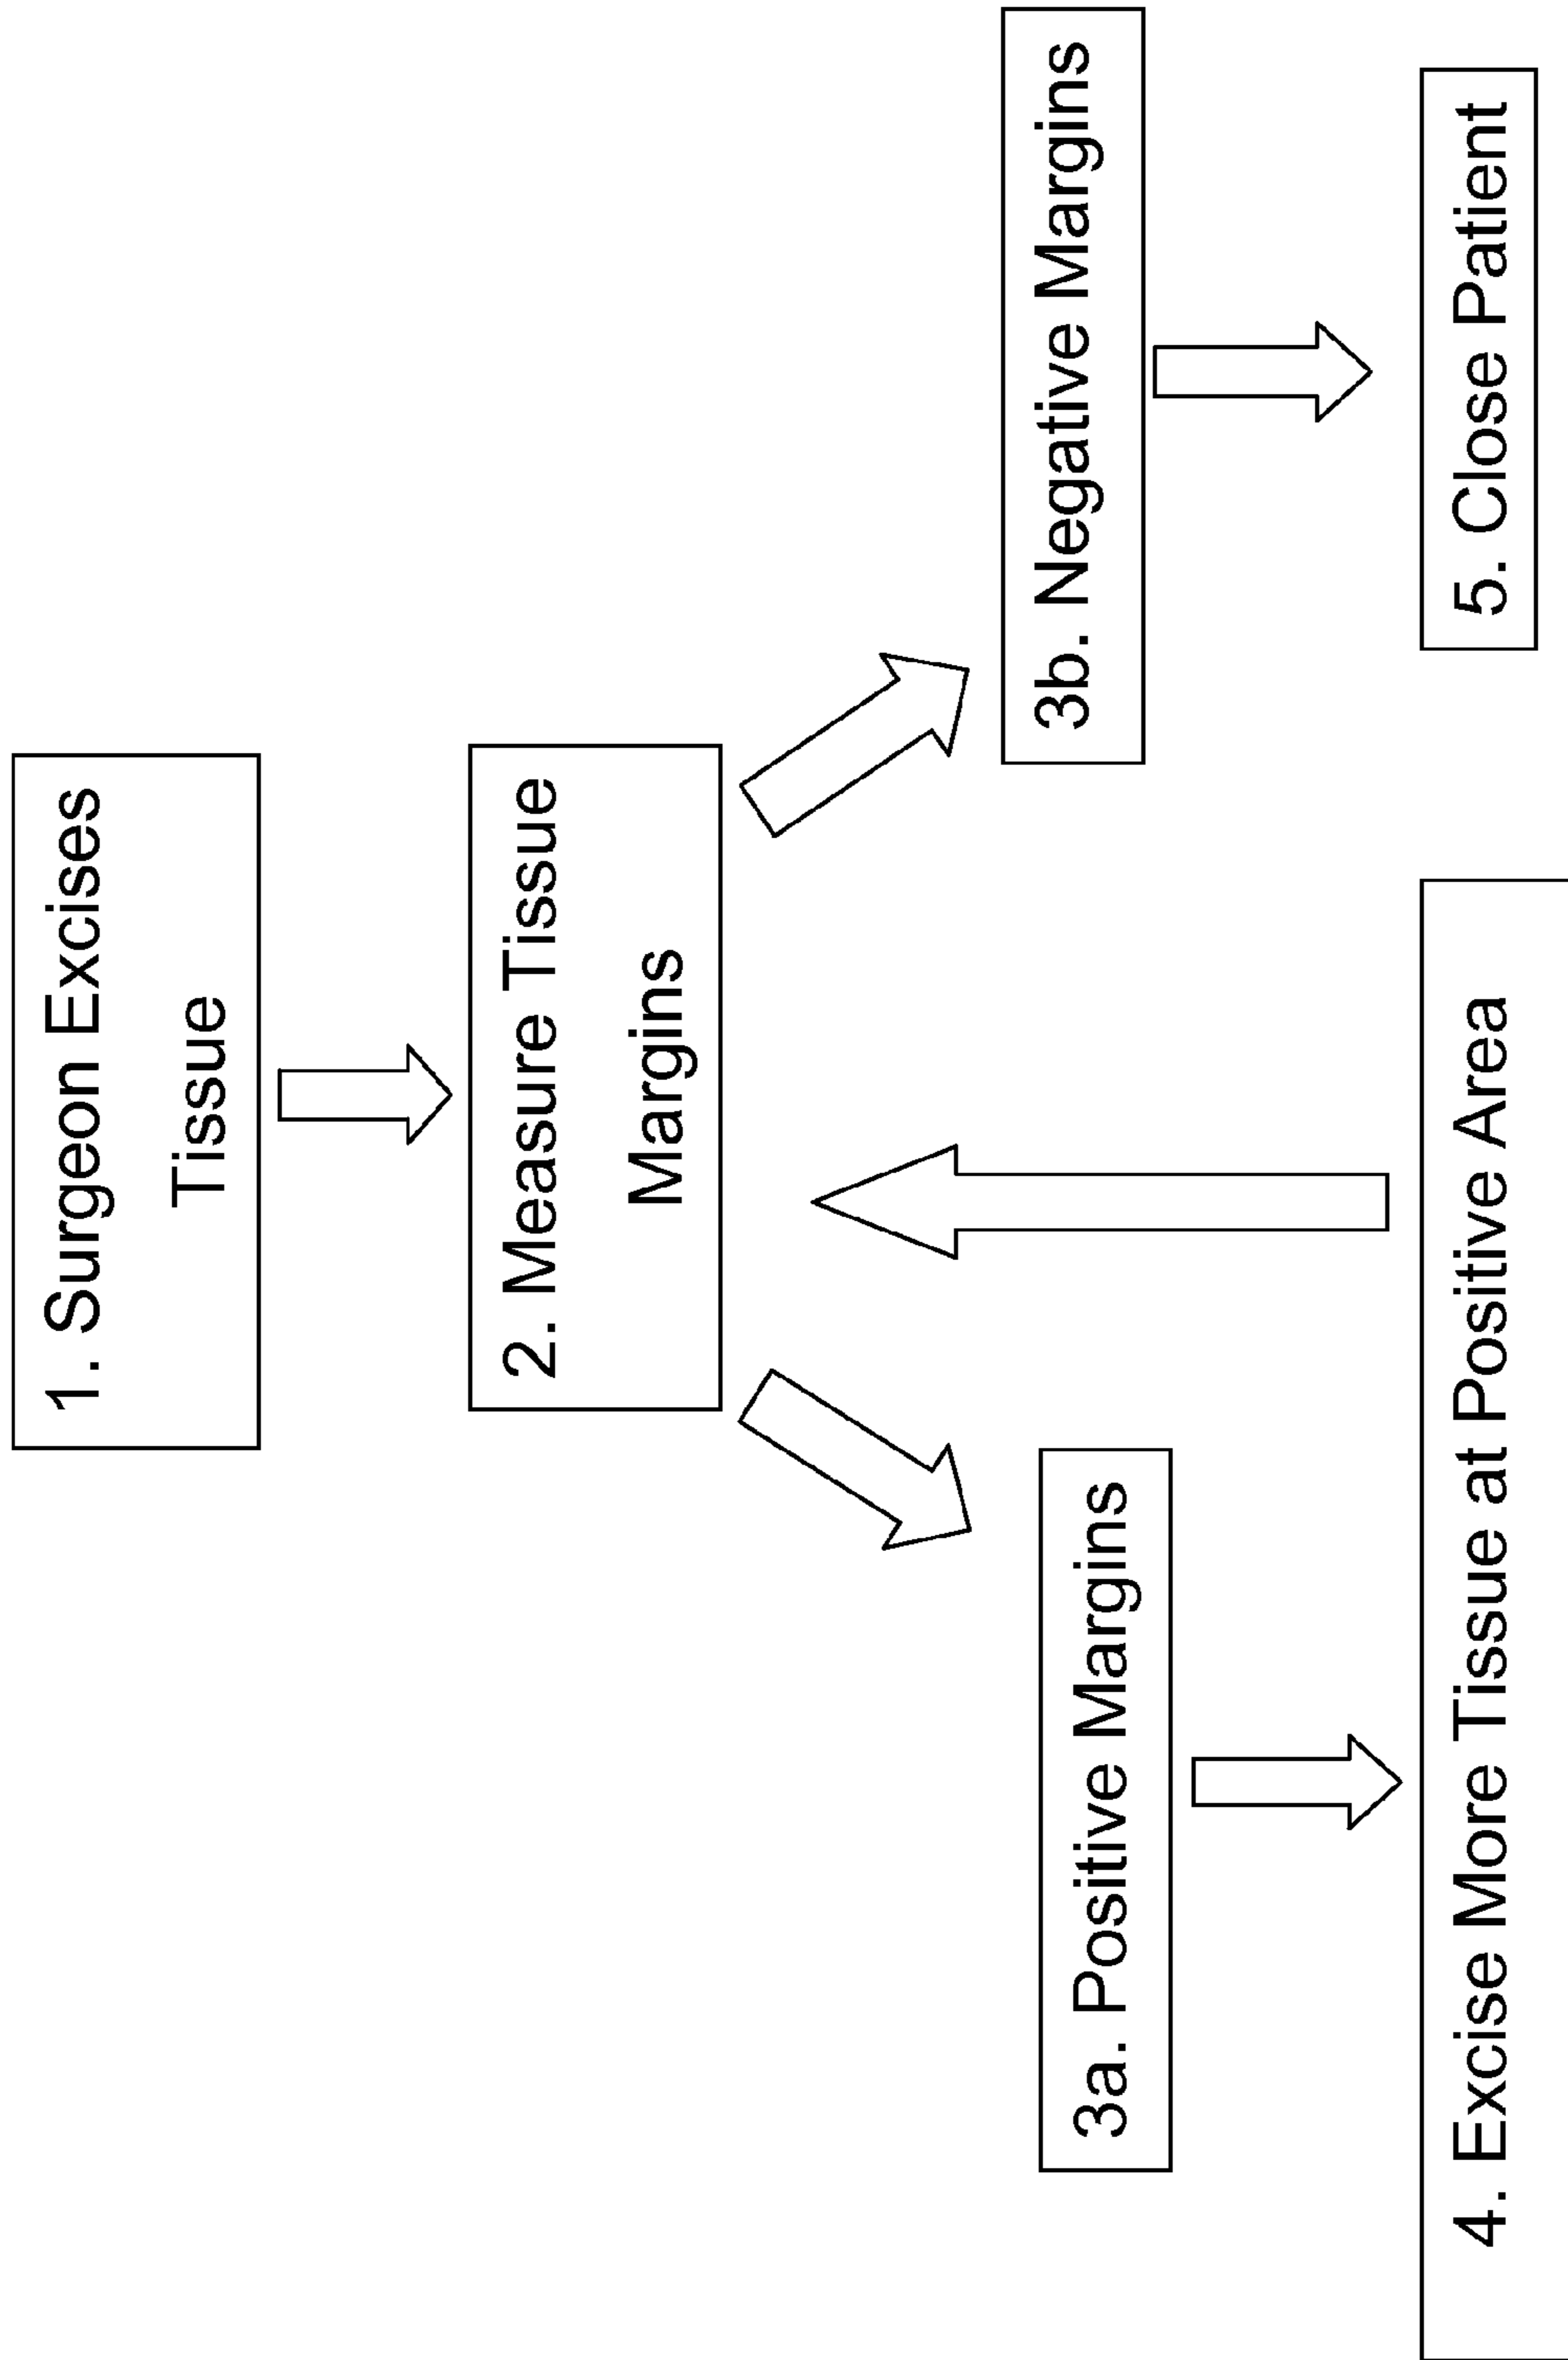 1. Surgeon Excises
Tissue
2. Measure Tissue
Margins
3a. Positive Margins
3b. Negative Margins
4. Excise More Tissue at Positive Area
5. Close Patient